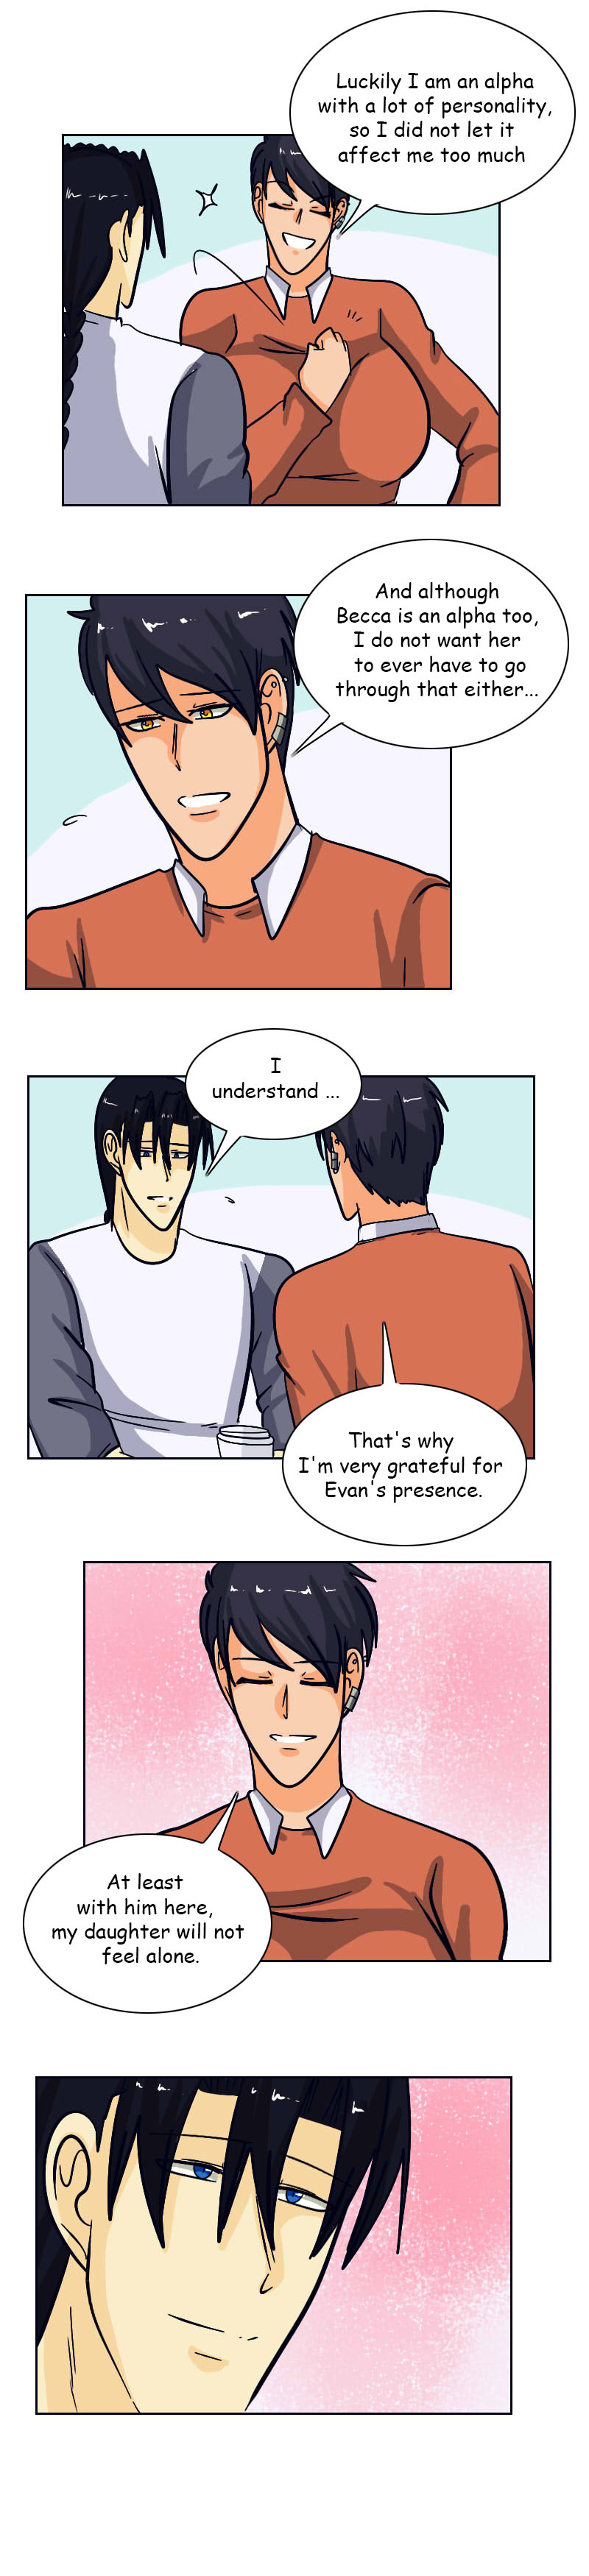 Luckily I am an alpha
with a lot of personality,
so I did not let it
affect me too much
And although
Becca is an alpha too,
I do not want her
to ever have to go
through that either...
I
understand ...
That's why
I'm very grateful for
Evan's presence.
At least
with him here,
my daughter will not
feel alone.